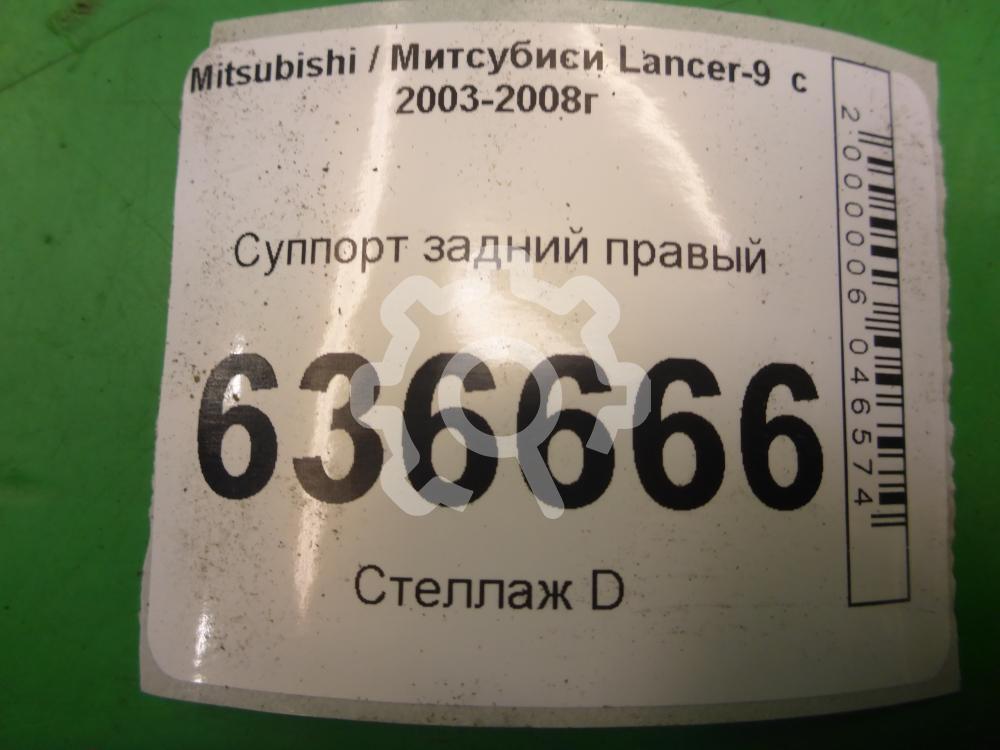 Mitsubishi / Митсубиси Lancer-9 с
2003-2008г
Суппорт задний правый
636666
Стеллаж D
2000006046574